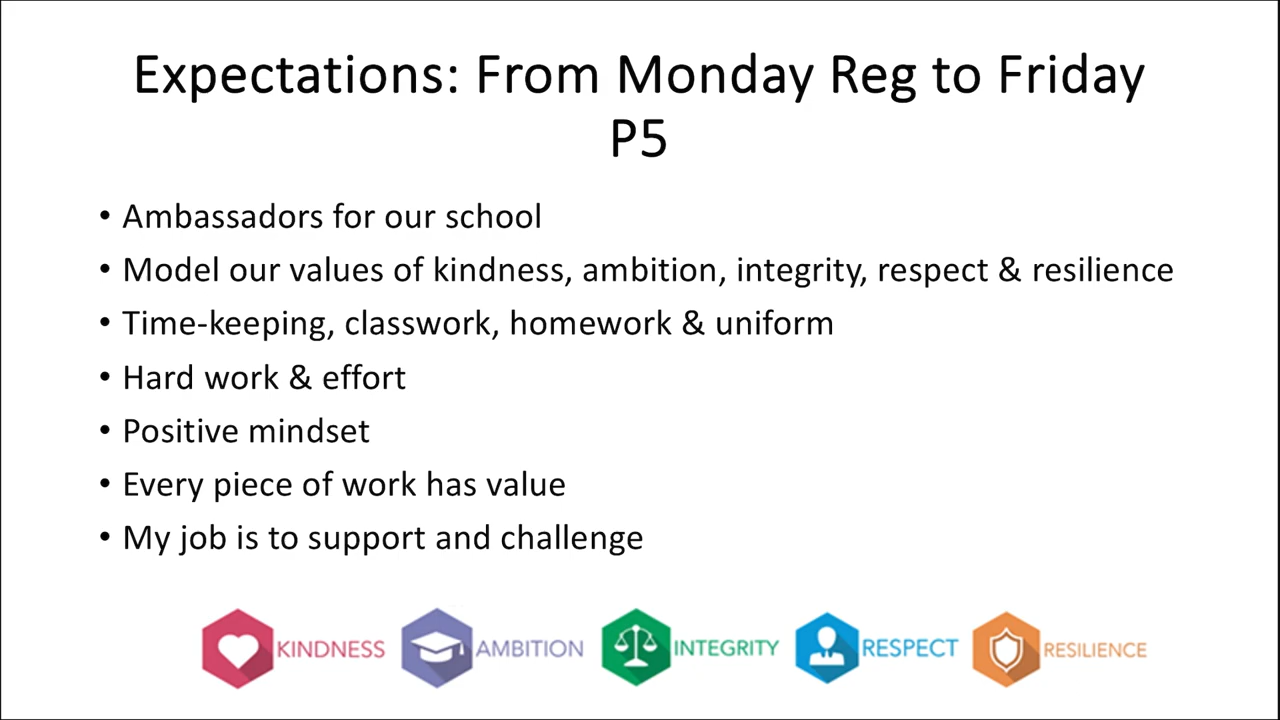 Expectations: From Monday Reg to Friday
P5
• Ambassadors for our school
• Model our values of kindness, ambition, integrity, respect & resilience
• Time-keeping, classwork, homework & uniform
• Hard work & effort
• Positive mindset
• Every piece of work has value
• My job is to support and challenge
KINDNESS AMBITION INTEGRITY RESPECT RESILIENCE